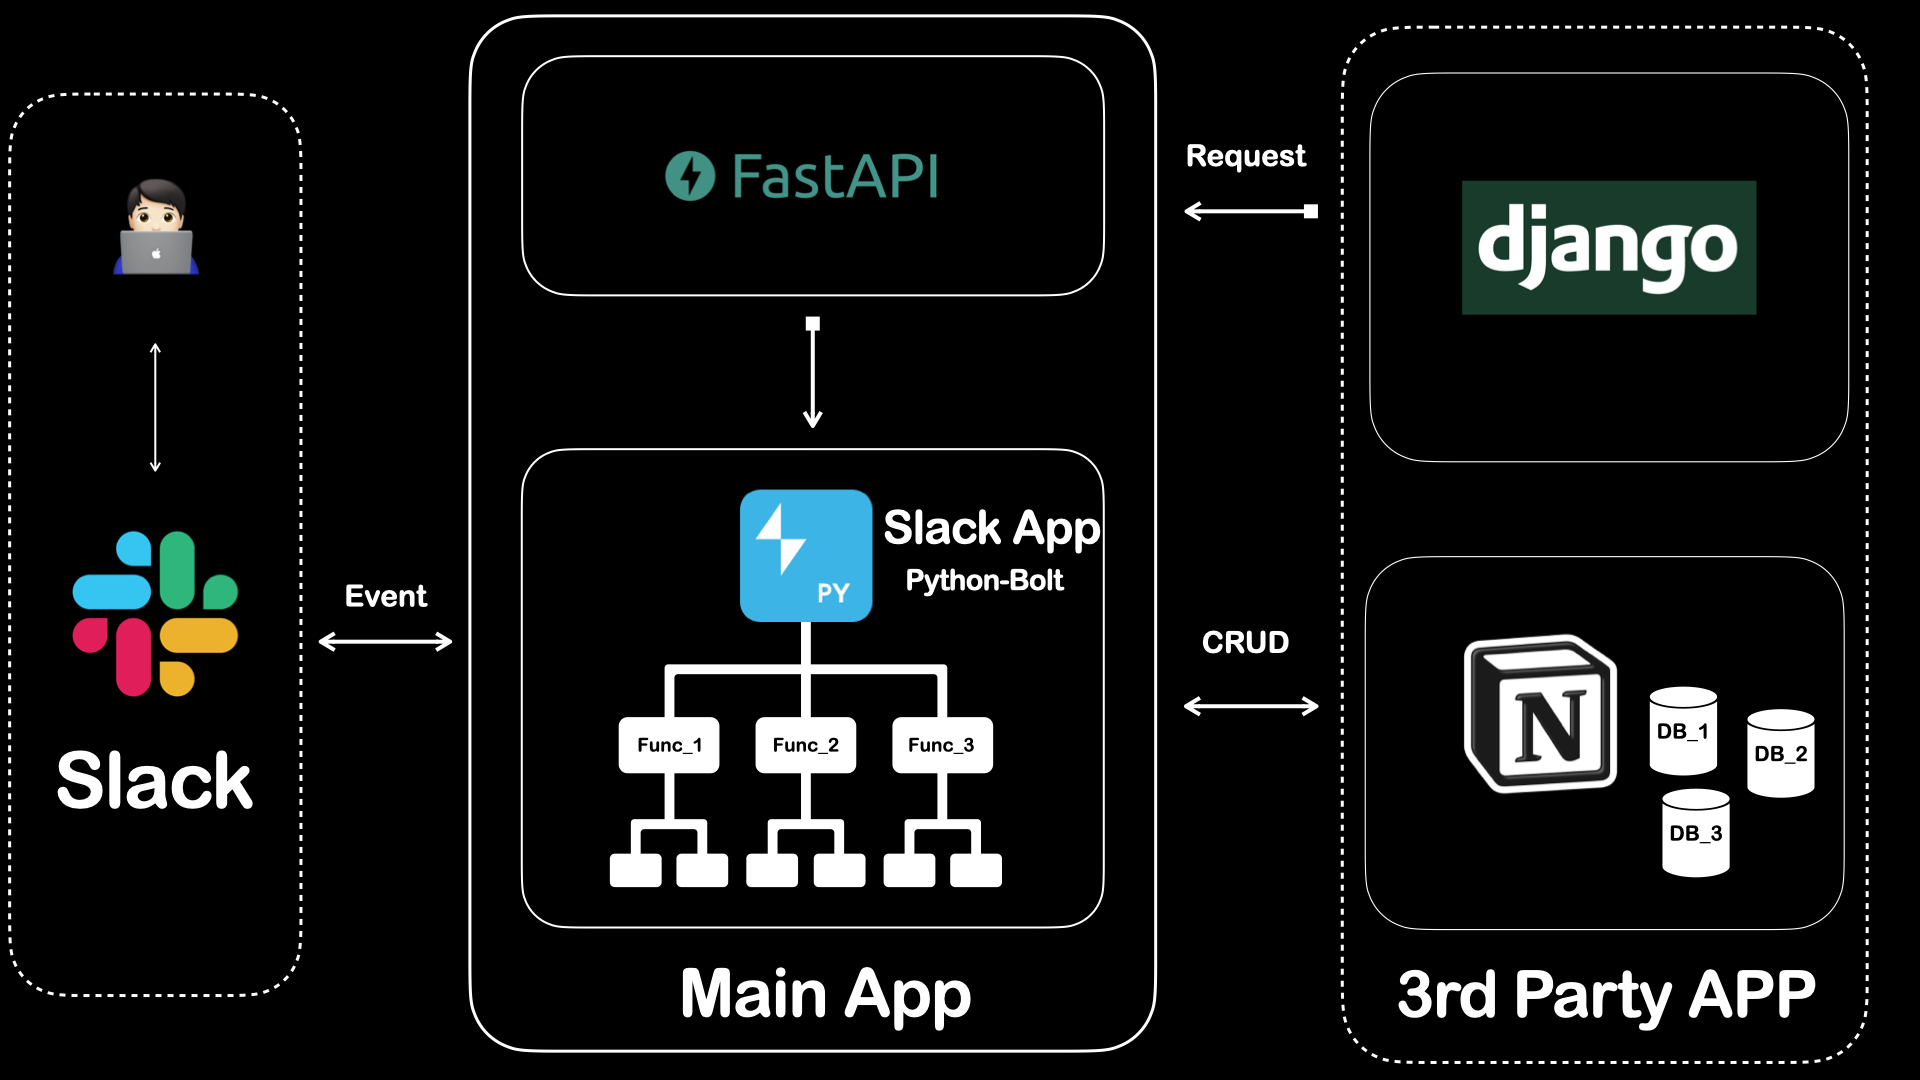 Slack
Event
FastAPI
PY
Slack App
Python-Bolt
Func_1
Func_2
Func_3
Main App
Request
CRUD
django
N
DB_1
DB_2
DB_3
3rd Party APP